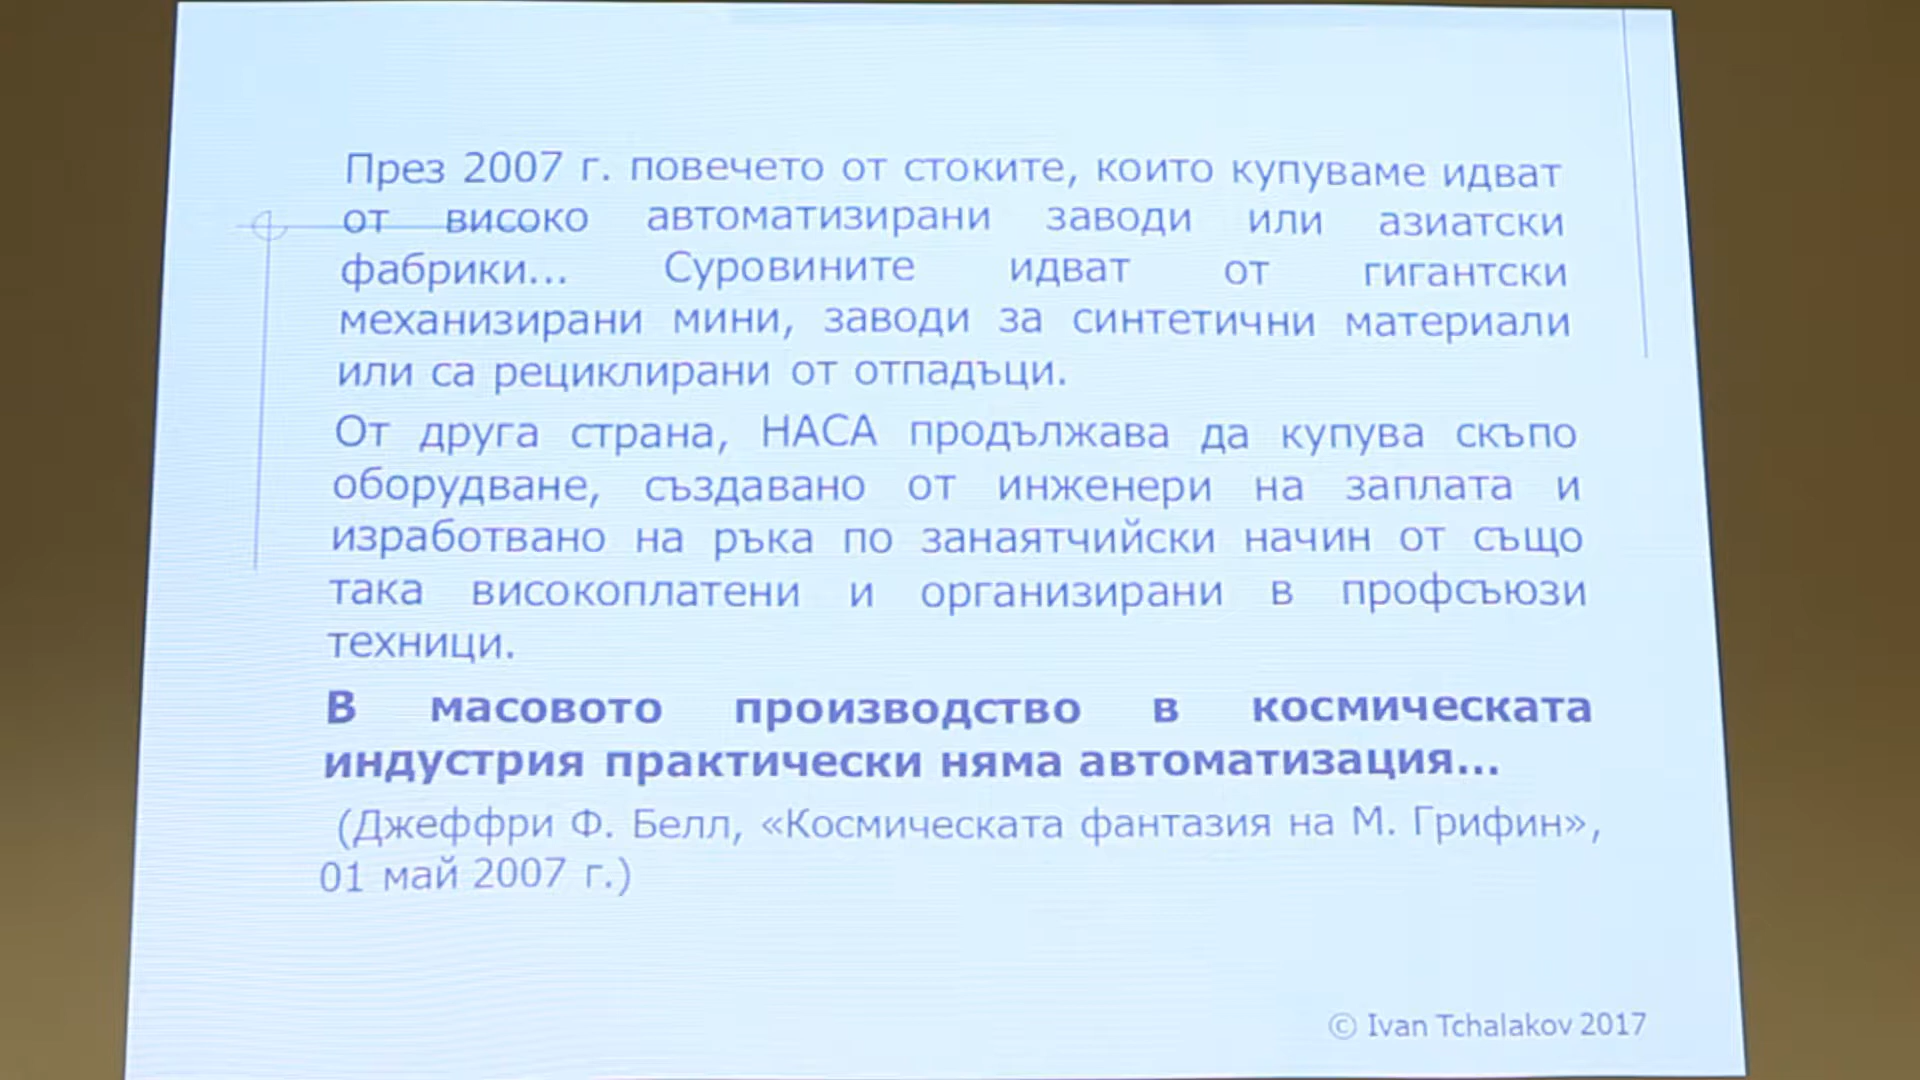 През 2007 г. повечето от стоките, които купуваме идват
от високо автоматизирани заводи или азиатски
фабрики... Суровините идват от гигантски
механизирани мини, заводи за синтетични материали
или са рециклирани от отпадъци.
От друга страна, НАСА продължава да купува скъпо
оборудване, създавано от инженери на заплата и
изработвано на ръка по занаятчийски начин от също
така високоплатени и организирани в профсъюзи
техници.
В масовото производство в космическата
индустрия практически няма автоматизация...
(Джеффри Ф. Белл, «Космическата фантазия на М. Грифин»,
01 май 2007 г.)
© Ivan Tchalakov 2017